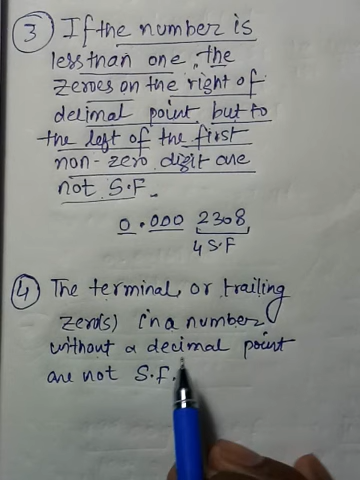 ③ If the number is
less than one, the
zeroes on the right of
decimal point but to
the left of the first
non-zero digit are
not S.F.
0.000 2308
4 S.F
④ The terminal or trailing
zero(s) in a number
without a decimal point
are not S.F.